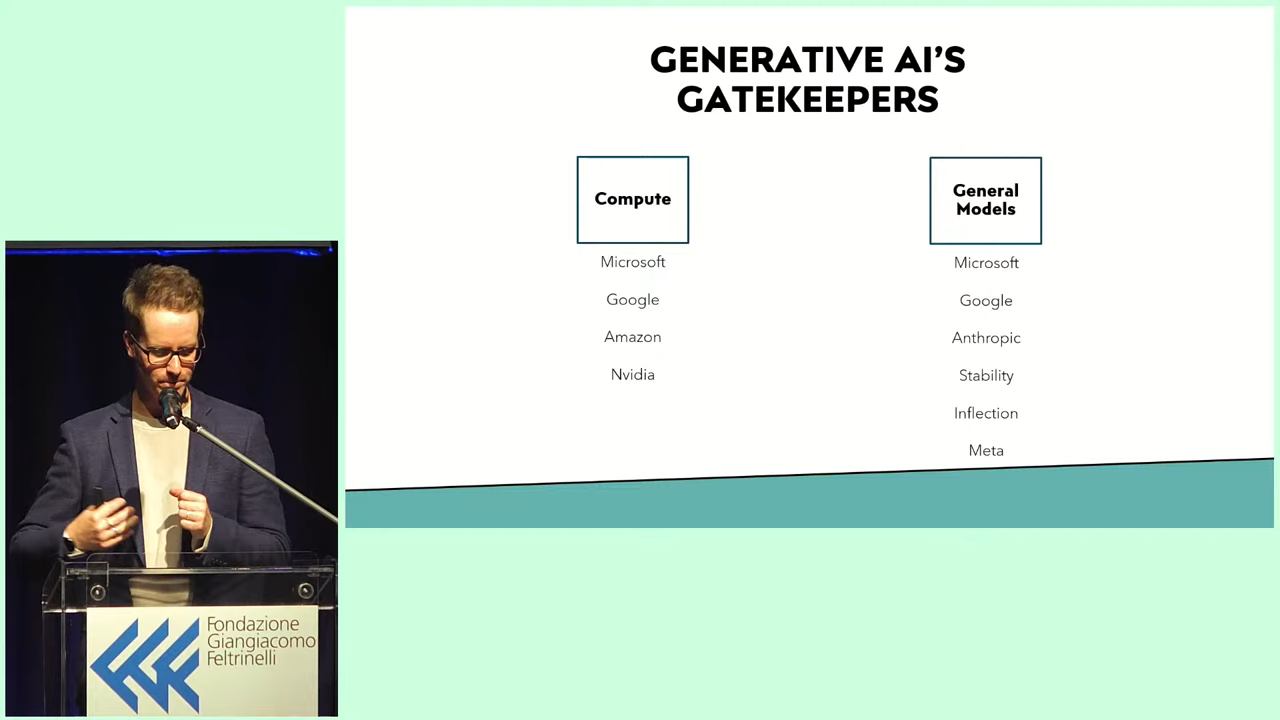 GENERATIVE AI'S
GATEKEEPERS
Compute
Microsoft
Google
Amazon
Nvidia
General
Models
Microsoft
Google
Anthropic
Stability
Inflection
Meta
Fondazione
Giangiacomo
Feltrinelli